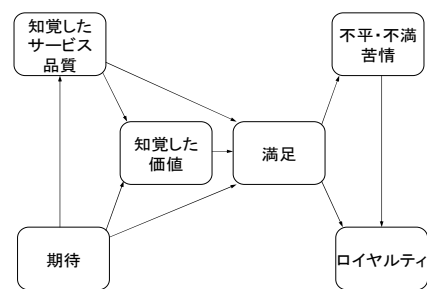 知覚した
サービス
品質
不平・不満
苦情
知覚した
価値
満足
期待
ロイヤルティ